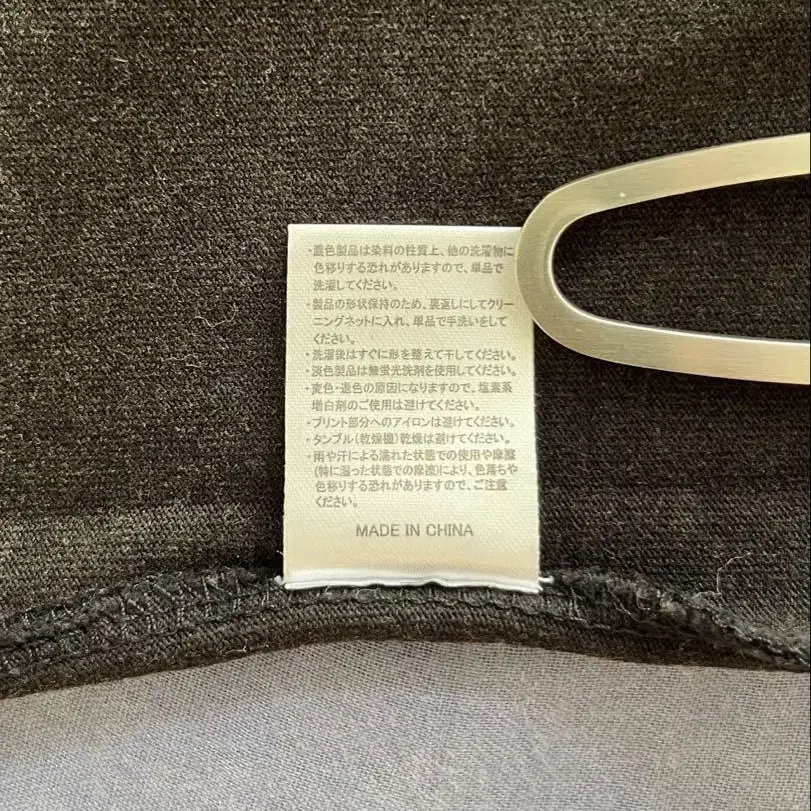 ・濃色製品は染料の性質上、他の洗濯物に
色移りする恐れがありますので、単品で
洗濯してください。
・製品の形状保持のため、裏返しにしてクリー
ニングネットに入れ、単品で手洗いをして
ください。
・洗濯後はすぐに形を整えて干してください。
・淡色製品は無蛍光洗剤を使用してください。
・変色・退色の原因になりますので、塩素系
増白剤のご使用は避けてください。
・プリント部分へのアイロンは避けてください。
・タンブル(乾燥機)乾燥は避けてください。
・雨や汗による濡れた状態での使用や摩擦
(特に湿った状態での摩擦)により、色落ちや
色移りする恐れがありますので、ご注意
ください。
MADE IN CHINA